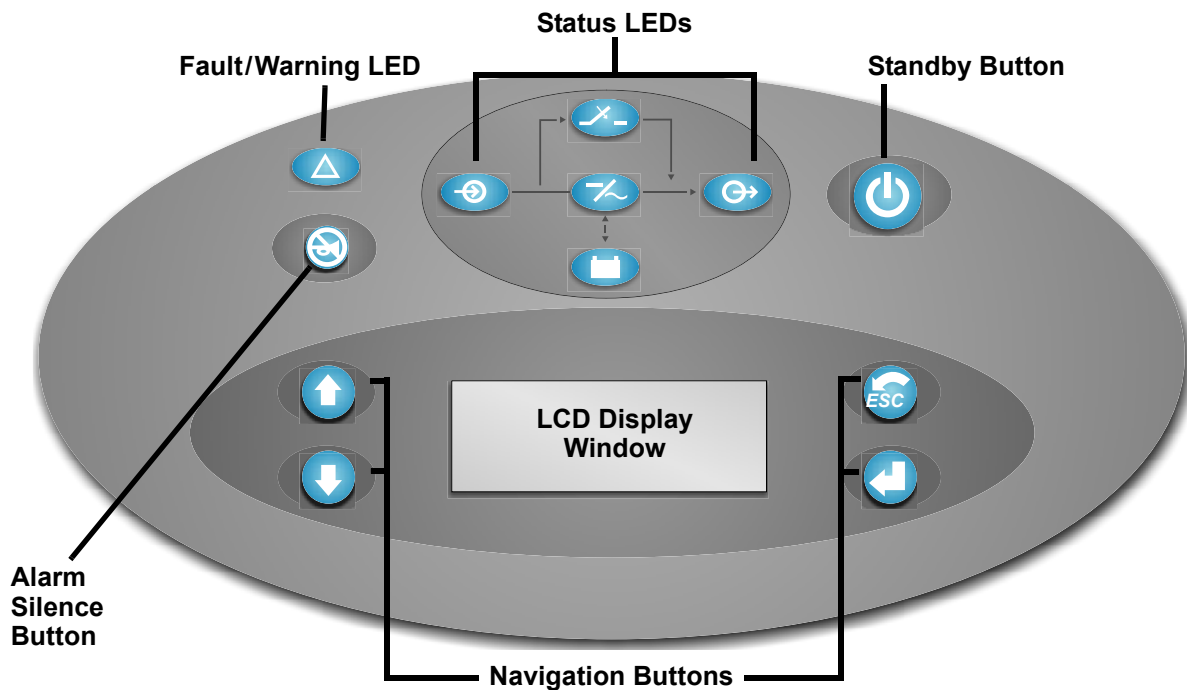 Status LEDs
Fault/Warning LED
Standby Button
ESC
LCD Display
Window
Alarm
Silence
Button
Navigation Buttons